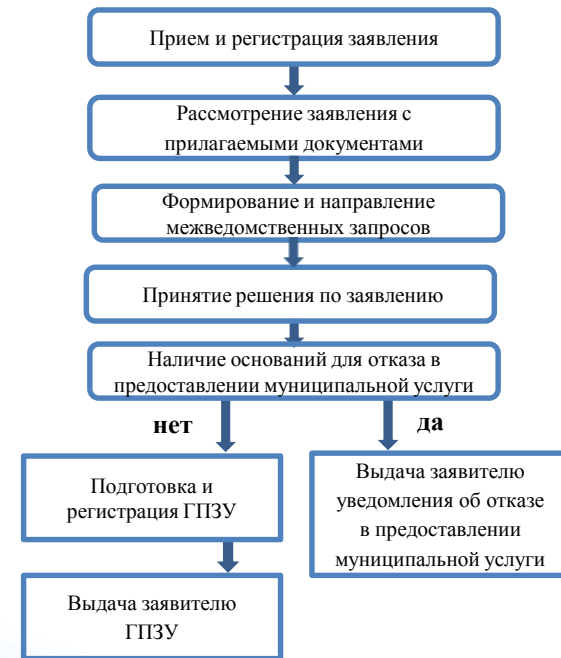 Прием и регистрация заявления
Рассмотрение заявления с
прилагаемыми документами
Формирование и направление
межведомственных запросов
Принятие решения по заявлению
Наличие оснований для отказа в
предоставлении муниципальной услуги
нет
да
Подготовка и
регистрация ГПЗУ
Выдача заявителю
уведомления об отказе
в предоставлении
муниципальной услуги
Выдача заявителю
ГПЗУ